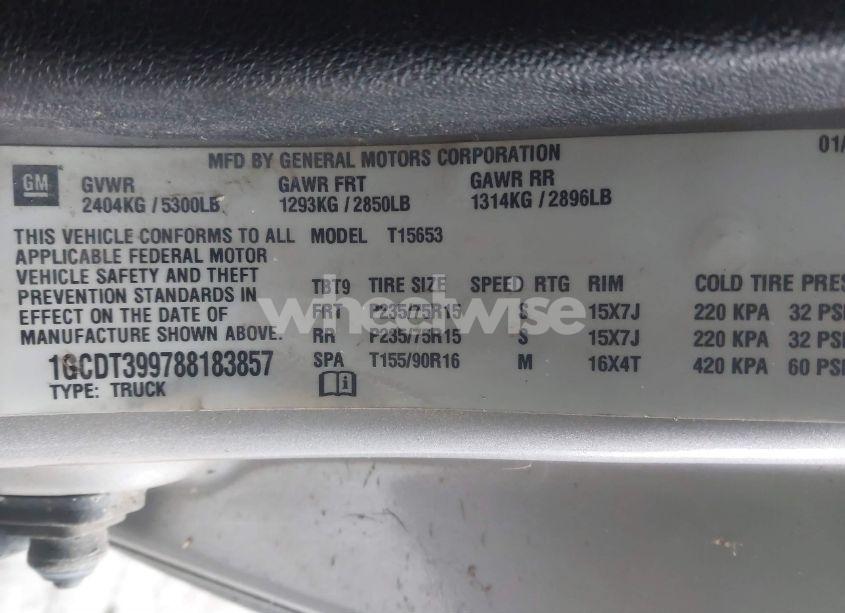 MFD BY GENERAL MOTORS CORPORATION 01/
GM
GVWR GAWR FRT GAWR RR
2404KG / 5300LB 1293KG / 2850LB 1314KG / 2896LB
THIS VEHICLE CONFORMS TO ALL MODEL T15653
APPLICABLE FEDERAL MOTOR
VEHICLE SAFETY AND THEFT
PREVENTION STANDARDS IN
EFFECT ON THE DATE OF
MANUFACTURE SHOWN ABOVE.
1GCDT399788183857
TYPE: TRUCK
TBT9 TIRE SIZE SPEED RTG RIM COLD TIRE PRES
FRT P235/75R15 S 15X7J 220 KPA 32 PSI
RR P235/75R15 S 15X7J 220 KPA 32 PSI
SPA T155/90R16 M 16X4T 420 KPA 60 PSI
wheelwise